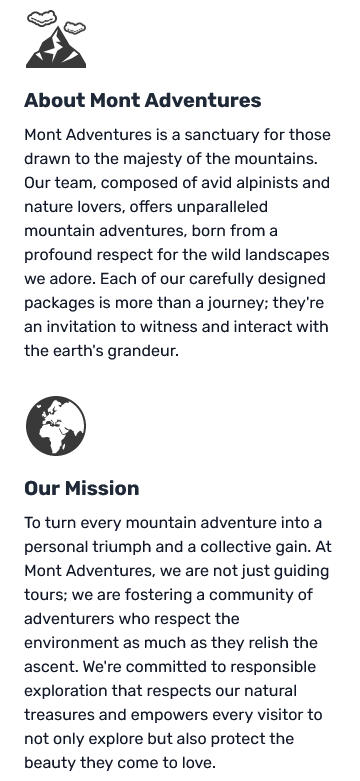 About Mont Adventures
Mont Adventures is a sanctuary for those
drawn to the majesty of the mountains.
Our team, composed of avid alpinists and
nature lovers, offers unparalleled
mountain adventures, born from a
profound respect for the wild landscapes
we adore. Each of our carefully designed
packages is more than a journey; they're
an invitation to witness and interact with
the earth's grandeur.
Our Mission
To turn every mountain adventure into a
personal triumph and a collective gain. At
Mont Adventures, we are not just guiding
tours; we are fostering a community of
adventurers who respect the
environment as much as they relish the
ascent. We're committed to responsible
exploration that respects our natural
treasures and empowers every visitor to
not only explore but also protect the
beauty they come to love.